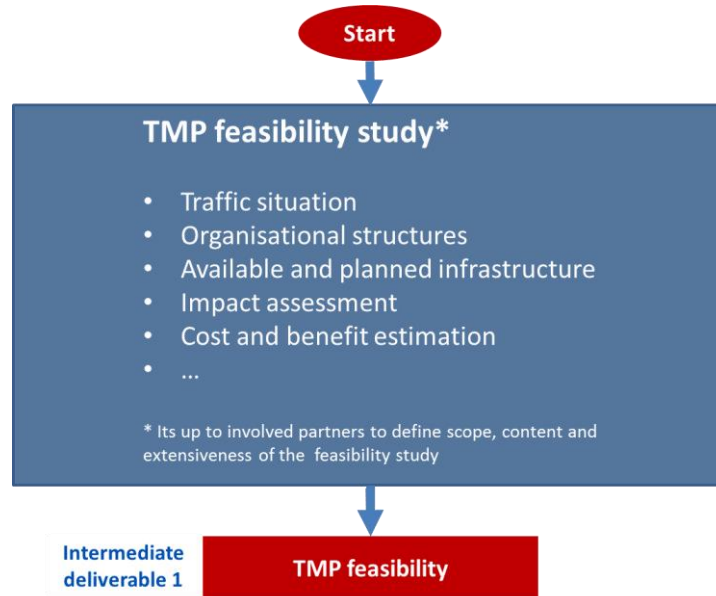 Start
TMP feasibility study*
• Traffic situation
• Organisational structures
• Available and planned infrastructure
• Impact assessment
• Cost and benefit estimation
• ...
* Its up to involved partners to define scope, content and
extensiveness of the feasibility study
Intermediate
deliverable 1
TMP feasibility